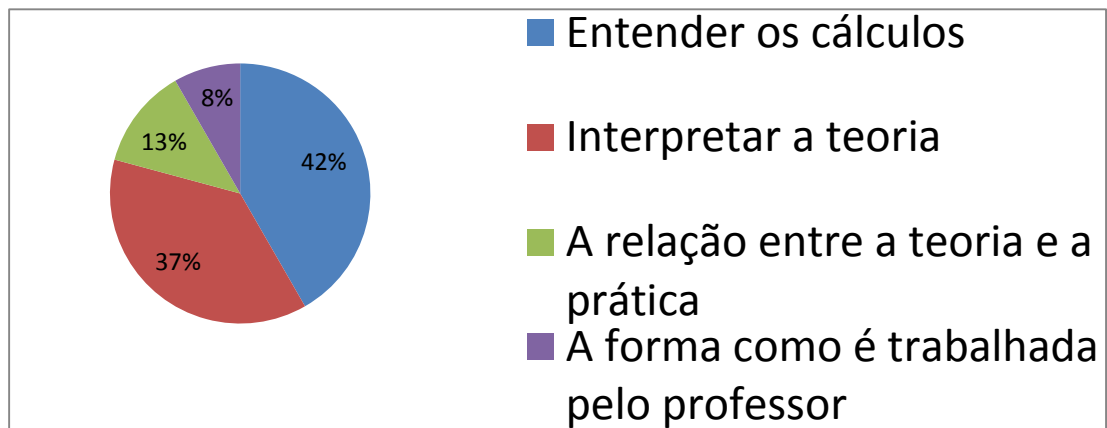 Entender os cálculos
8%
13%
42%
Interpretar a teoria
37%
A relação entre a teoria e a
prática
A forma como é trabalhada
pelo professor